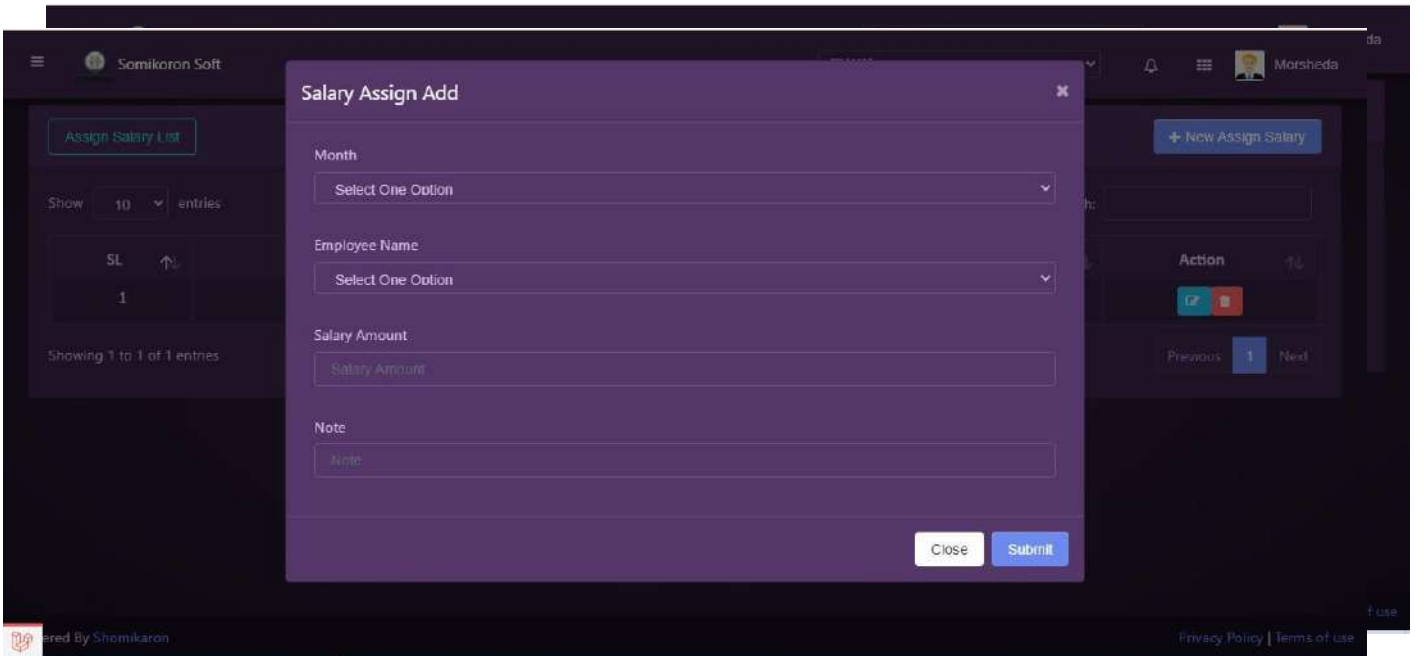 da
Somikoron Soft
Morsheda
Salary Assign Add
×
Assign Salary List
+ New Assign Salary
Month
Select One Option
Show 10 entries
h:
Employee Name
SL
Action
Select One Option
1
Salary Amount
Showing 1 to 1 of 1 entries
Previous 1 Next
Salary Amount
Note
Note
Close Submit
f use
ered By Shomikaron
Privacy Policy | Terms of use